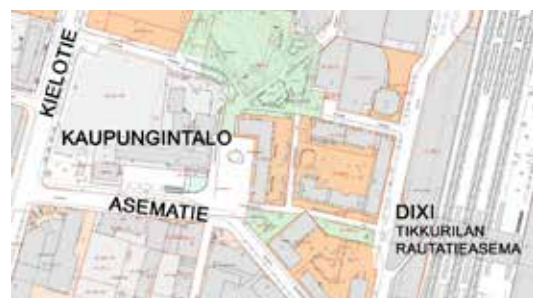 KIELOTIE
KAUPUNGINTALO
ASEMATIE
DIXI
TIKKURILAN
RAUTATIEASEMA